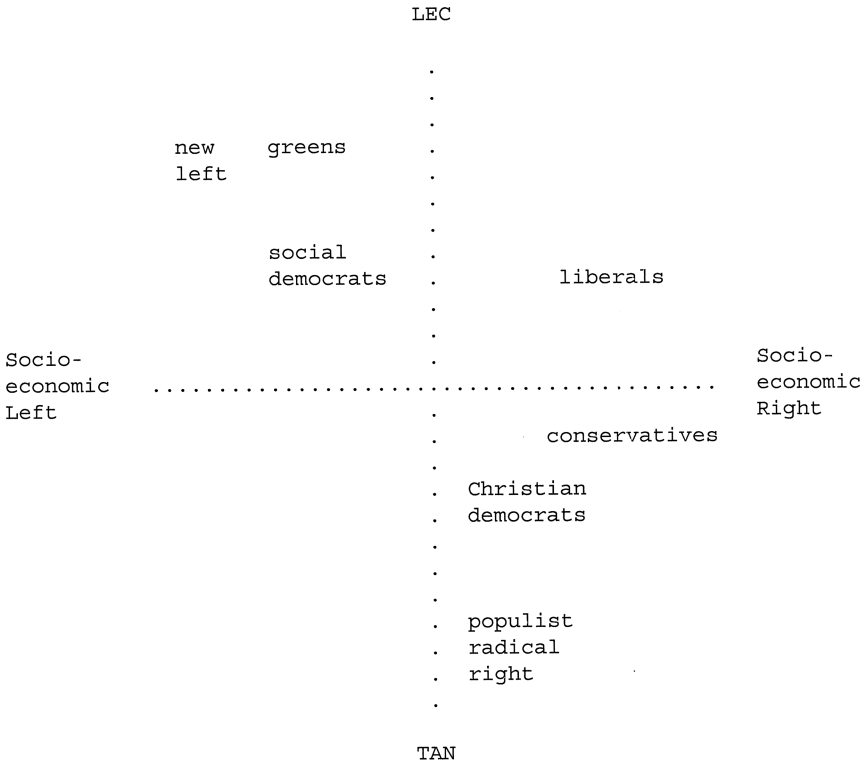 LEC
new greens
left
social
democrats
liberals
Socio-
economic
Left
Socio-
economic
Right
conservatives
Christian
democrats
populist
radical
right
TAN